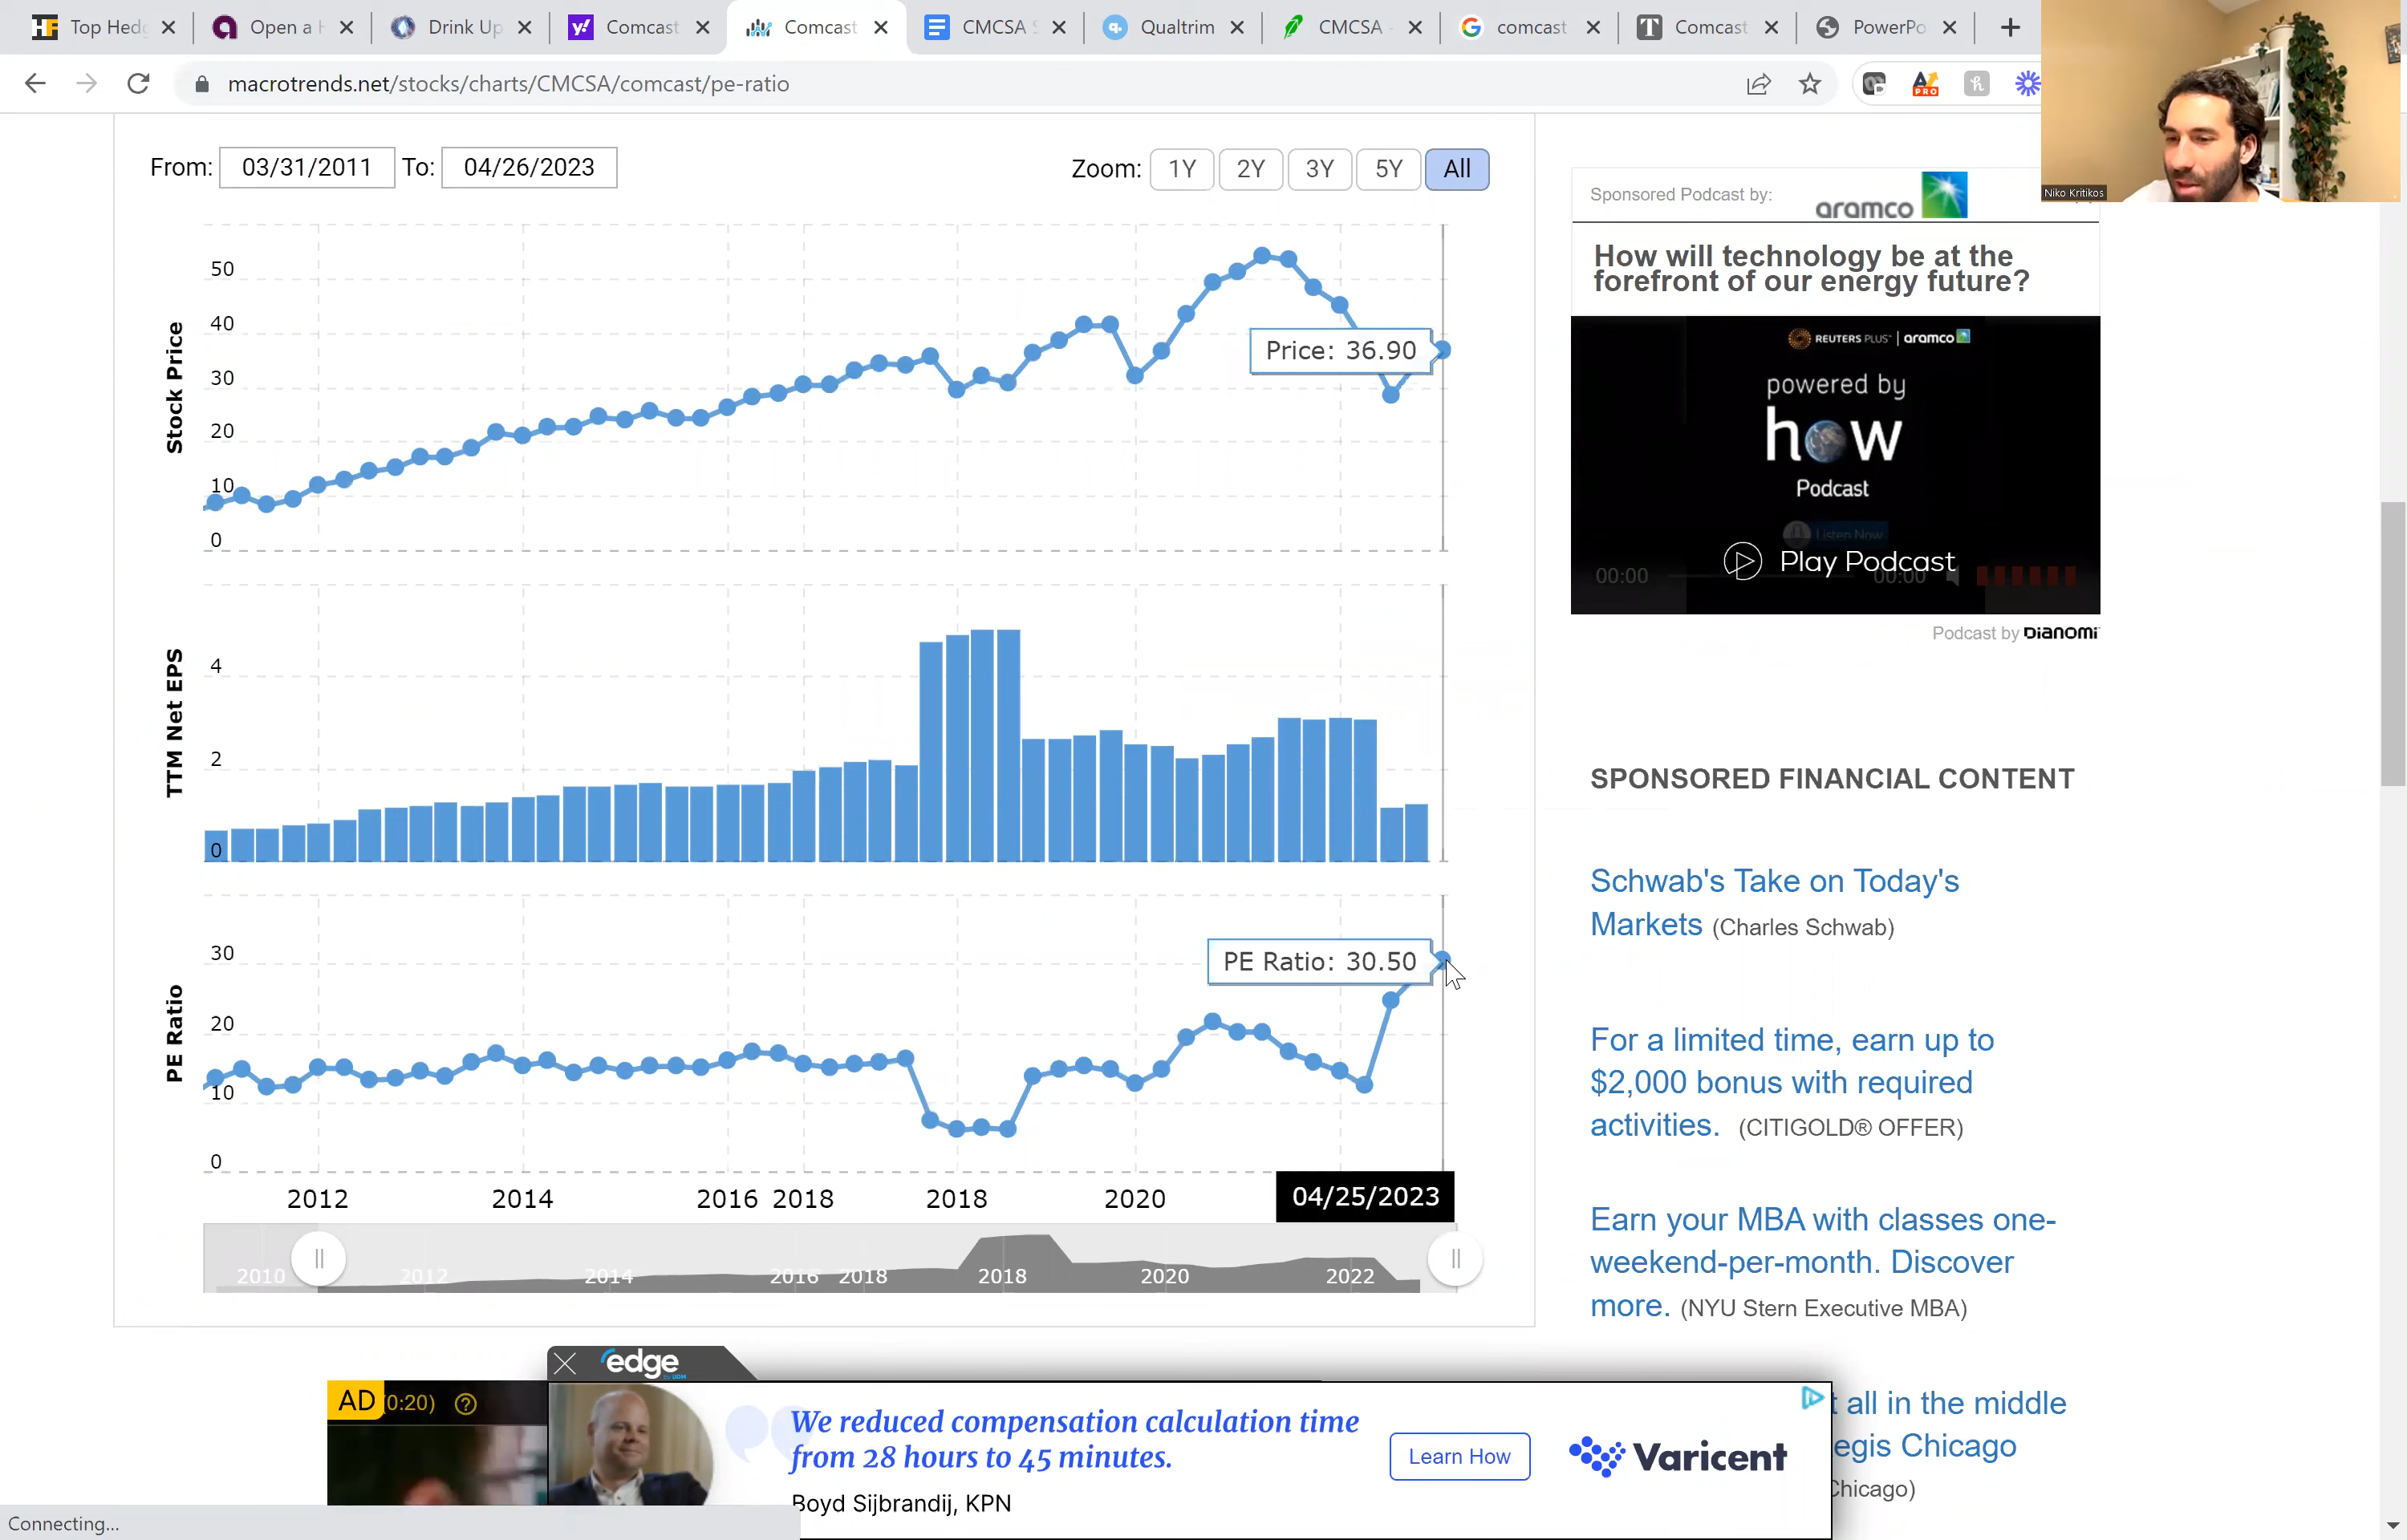 Top Hed
Open a H
Drink Up
Comcast
Comcast
CMCSA S
Qualtrim
CMCSA -
comcast
Comcast
PowerPo
macrotrends.net/stocks/charts/CMCSA/comcast/pe-ratio
PRO
Niko Kritikos
From: 03/31/2011 To: 04/26/2023
Zoom: 1Y 2Y 3Y 5Y All
Stock Price
50
40
30
20
10
0
Price: 36.90
TTM Net EPS
4
2
0
PE Ratio
30
20
10
0
PE Ratio: 30.50
2012 2014 2016 2018 2018 2020 04/25/2023
2010 2012 2014 2016 2018 2018 2020 2022
Sponsored Podcast by: aramco
How will technology be at the
forefront of our energy future?
REUTERS PLUS | aramco
powered by
how
Podcast
Listen Now
Play Podcast
00:00 00:00
Podcast by DIANOMI
SPONSORED FINANCIAL CONTENT
Schwab's Take on Today's
Markets (Charles Schwab)
For a limited time, earn up to
$2,000 bonus with required
activities. (CITIGOLD® OFFER)
Earn your MBA with classes one-
weekend-per-month. Discover
more. (NYU Stern Executive MBA)
t all in the middle
egis Chicago
Chicago)
edge
by UDM
AD (0:20)
We reduced compensation calculation time
from 28 hours to 45 minutes.
Boyd Sijbrandij, KPN
Learn How
Varicent
Connecting...